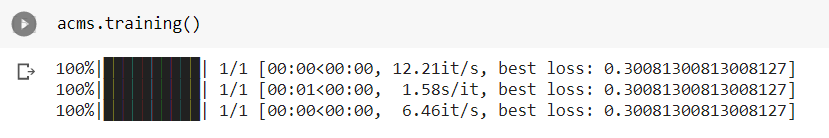 acms.training()
100%|██████████| 1/1 [00:00<00:00, 12.21it/s, best loss: 0.30081300813008127]
100%|██████████| 1/1 [00:01<00:00,  1.58s/it, best loss: 0.30081300813008127]
100%|██████████| 1/1 [00:00<00:00,  6.46it/s, best loss: 0.30081300813008127]